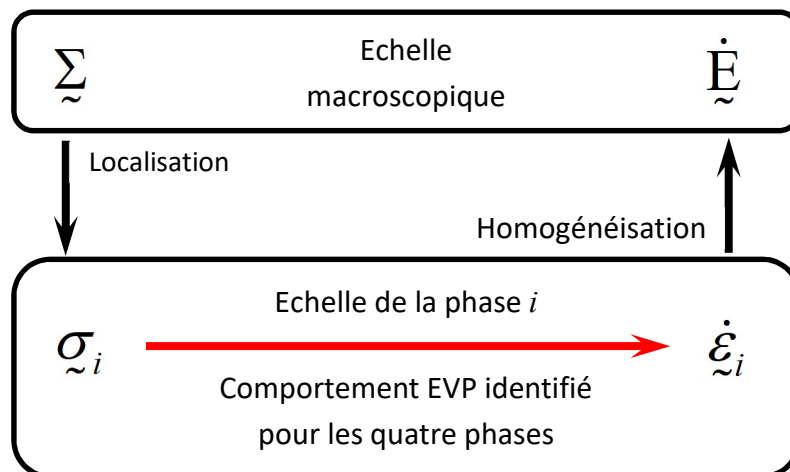 Σ Echelle Ė
macroscopique
Localisation
Homogénéisation
Echelle de la phase i
σi ε̇i
Comportement EVP identifié
pour les quatre phases